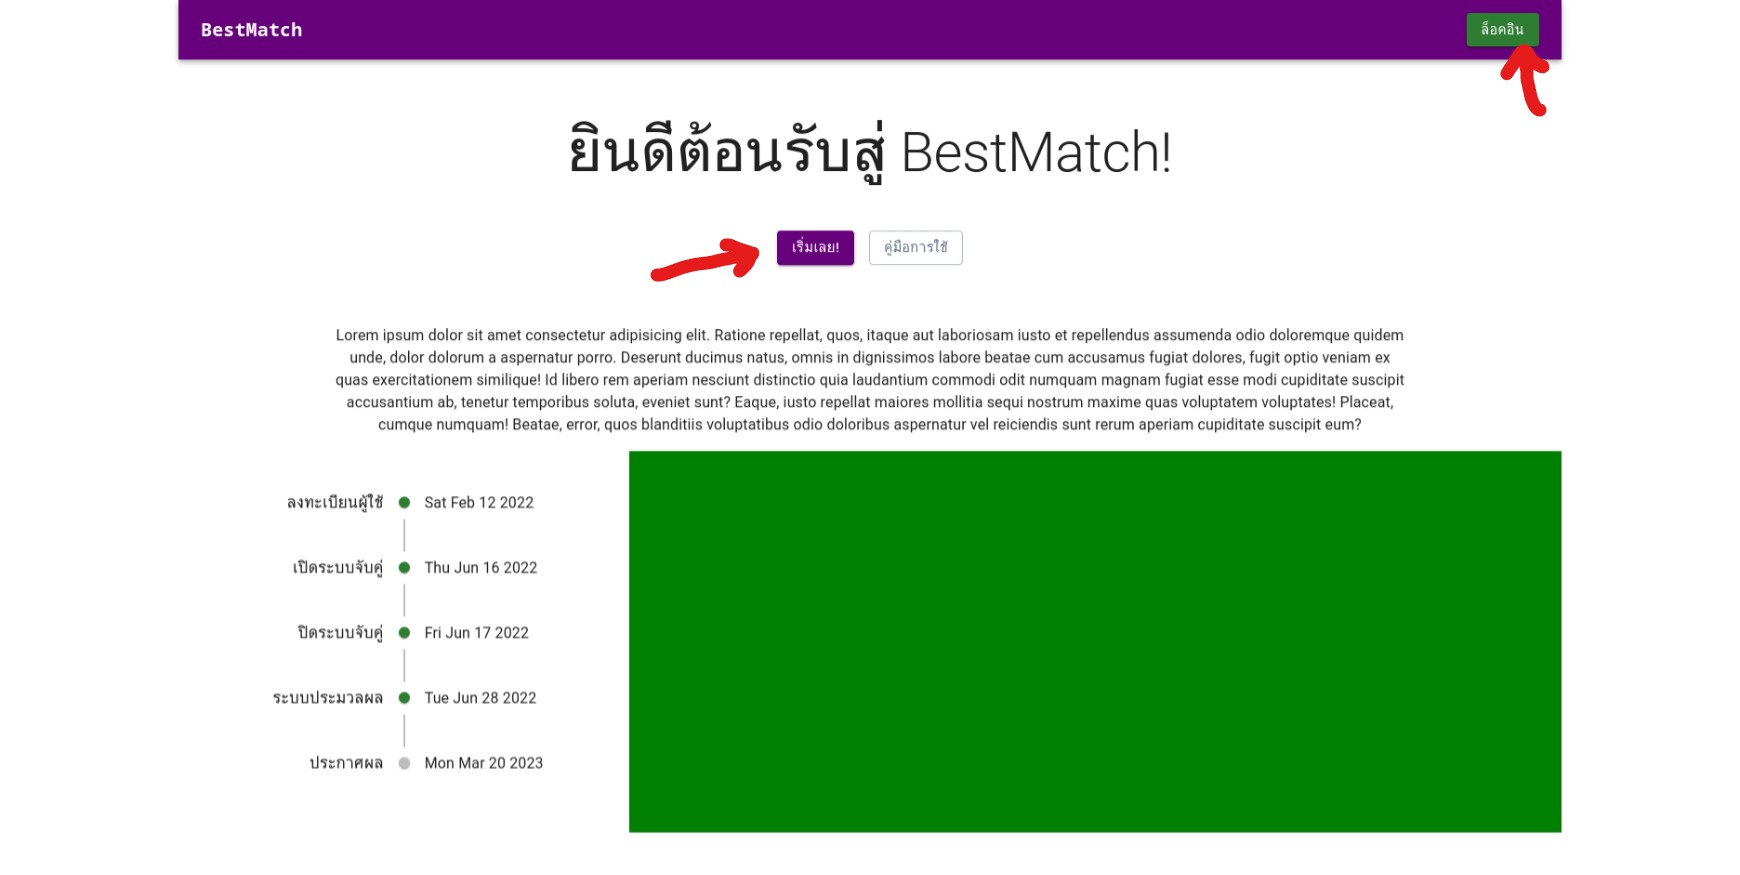 BestMatch
ล็อคอิน
ยินดีต้อนรับสู่ BestMatch!
เริ่มเลย!
คู่มือการใช้
Lorem ipsum dolor sit amet consectetur adipisicing elit. Ratione repellat, quos, itaque aut laboriosam iusto et repellendus assumenda odio doloremque quidem
unde, dolor dolorum a aspernatur porro. Deserunt ducimus natus, omnis in dignissimos labore beatae cum accusamus fugiat dolores, fugit optio veniam ex
quas exercitationem similique! Id libero rem aperiam nesciunt distinctio quia laudantium commodi odit numquam magnam fugiat esse modi cupiditate suscipit
accusantium ab, tenetur temporibus soluta, eveniet sunt? Eaque, iusto repellat maiores mollitia sequi nostrum maxime quas voluptatem voluptates! Placeat,
cumque numquam! Beatae, error, quos blanditiis voluptatibus odio doloribus aspernatur vel reiciendis sunt rerum aperiam cupiditate suscipit eum?
ลงทะเบียนผู้ใช้ Sat Feb 12 2022
เปิดระบบจับคู่ Thu Jun 16 2022
ปิดระบบจับคู่ Fri Jun 17 2022
ระบบประมวลผล Tue Jun 28 2022
ประกาศผล Mon Mar 20 2023